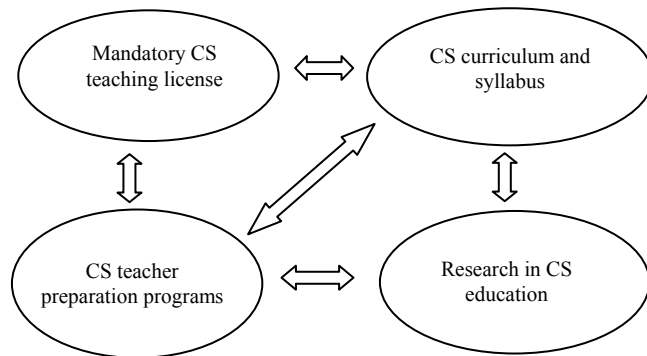 Mandatory CS
teaching license
CS curriculum and
syllabus
CS teacher
preparation programs
Research in CS
education